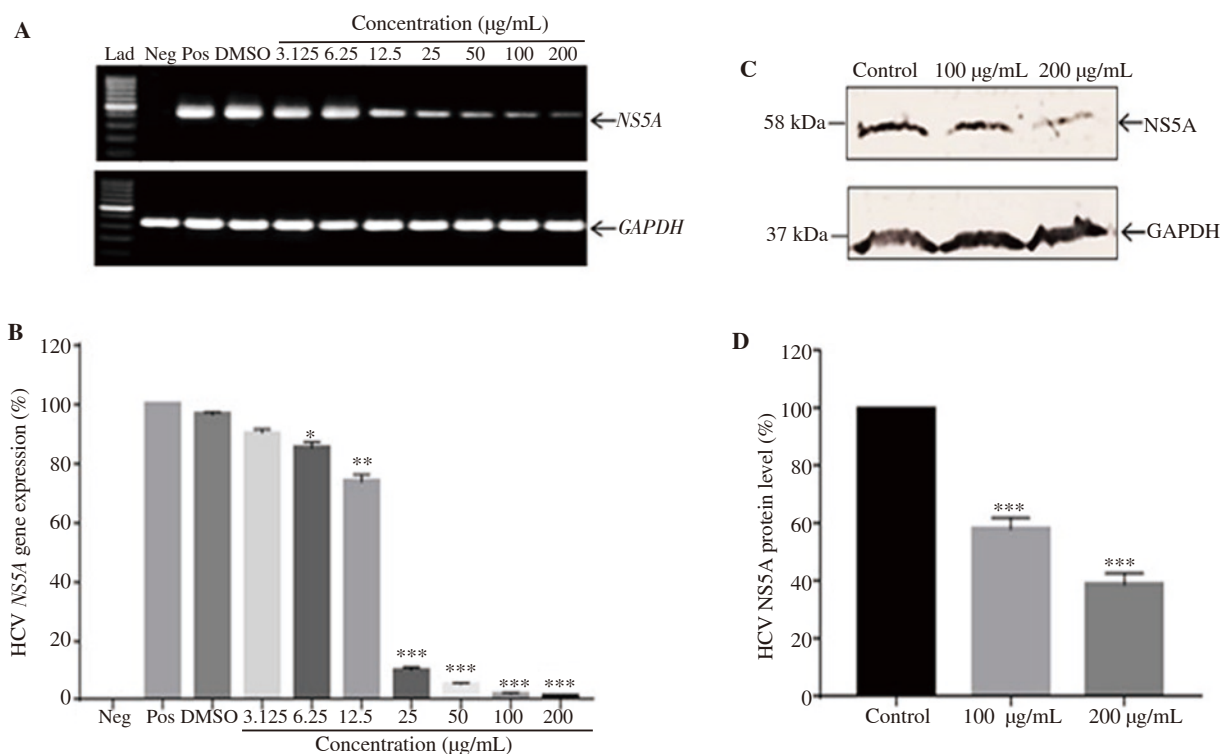 A
Concentration (μg/mL)
Lad Neg Pos DMSO 3.125 6.25 12.5 25 50 100 200
NS5A
GAPDH
B
HCV NS5A gene expression (%)
120
100
80
60
40
20
0
*
**
***
***
***
***
Neg Pos DMSO 3.125 6.25 12.5 25 50 100 200
Concentration (μg/mL)
C
Control 100 μg/mL 200 μg/mL
58 kDa
NS5A
37 kDa
GAPDH
D
HCV NS5A protein level (%)
120
100
80
60
40
20
0
***
***
Control 100 μg/mL 200 μg/mL